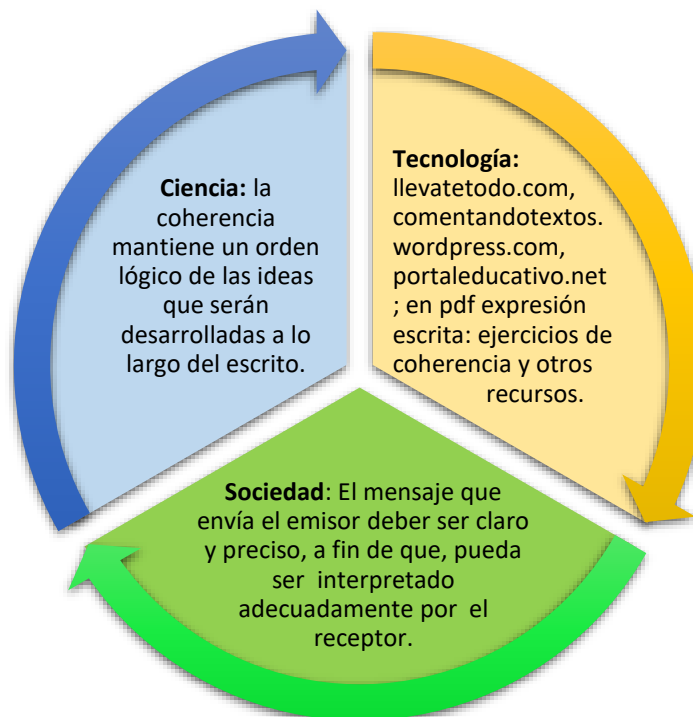 Ciencia: la
coherencia
mantiene un orden
lógico de las ideas
que serán
desarrolladas a lo
largo del escrito.
Tecnología:
llevatetodo.com,
comentandotextos.
wordpress.com,
portaleducativo.net
; en pdf expresión
escrita: ejercicios de
coherencia y otros
recursos.
Sociedad: El mensaje que
envía el emisor deber ser claro
y preciso, a fin de que, pueda
ser interpretado
adecuadamente por el
receptor.